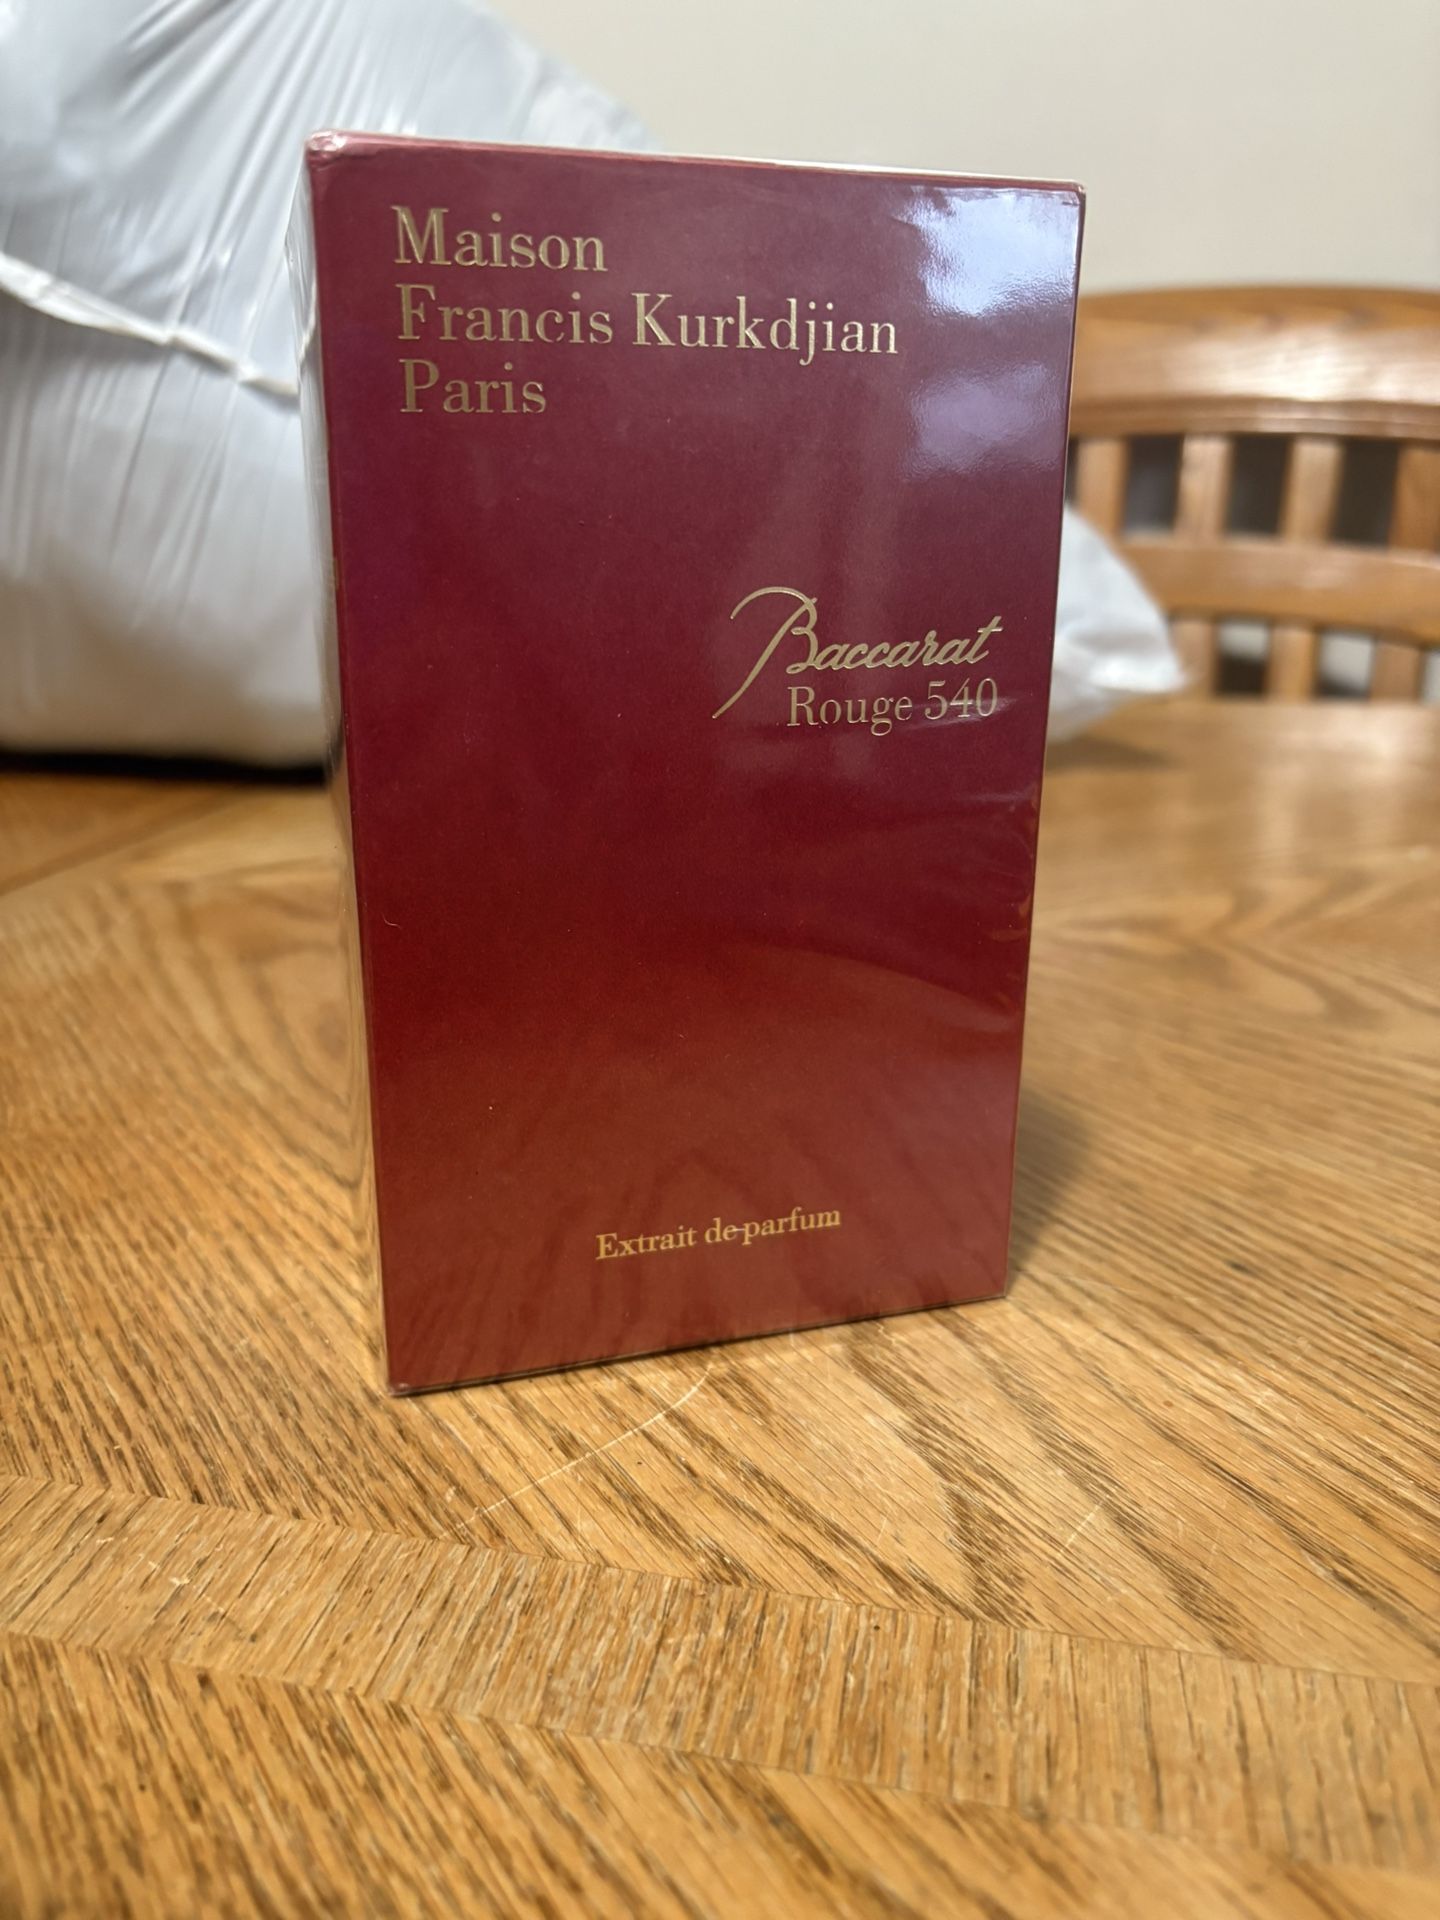 Maison
Francis Kurkdjian
Paris
Baccarat
Rouge 540
Extrait de parfum